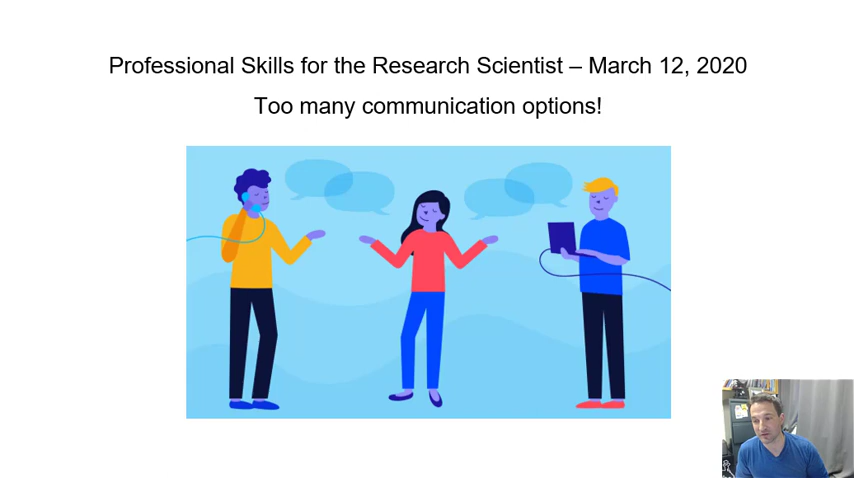 Professional Skills for the Research Scientist – March 12, 2020
Too many communication options!